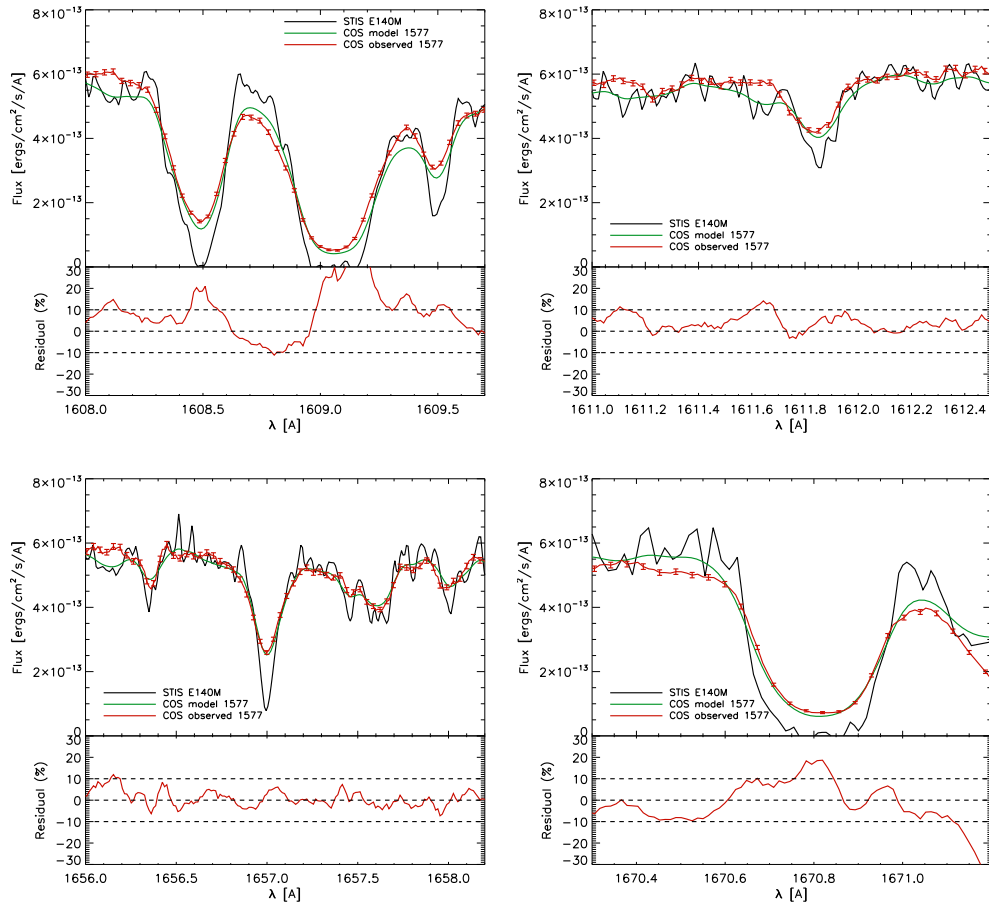 8×10⁻¹³
6×10⁻¹³
4×10⁻¹³
2×10⁻¹³
0
Flux [ergs/cm²/s/A]
STIS E140M
COS model 1577
COS observed 1577
30
20
10
0
−10
−20
−30
Residual (%)
1608.0 1608.5 1609.0 1609.5
λ [A]
8×10⁻¹³
6×10⁻¹³
4×10⁻¹³
2×10⁻¹³
0
Flux [ergs/cm²/s/A]
STIS E140M
COS model 1577
COS observed 1577
30
20
10
0
−10
−20
−30
Residual (%)
1611.0 1611.2 1611.4 1611.6 1611.8 1612.0 1612.2 1612.4
λ [A]
8×10⁻¹³
6×10⁻¹³
4×10⁻¹³
2×10⁻¹³
0
Flux [ergs/cm²/s/A]
STIS E140M
COS model 1577
COS observed 1577
30
20
10
0
−10
−20
−30
Residual (%)
1656.0 1656.5 1657.0 1657.5 1658.0
λ [A]
8×10⁻¹³
6×10⁻¹³
4×10⁻¹³
2×10⁻¹³
0
Flux [ergs/cm²/s/A]
STIS E140M
COS model 1577
COS observed 1577
30
20
10
0
−10
−20
−30
Residual (%)
1670.4 1670.6 1670.8 1671.0
λ [A]